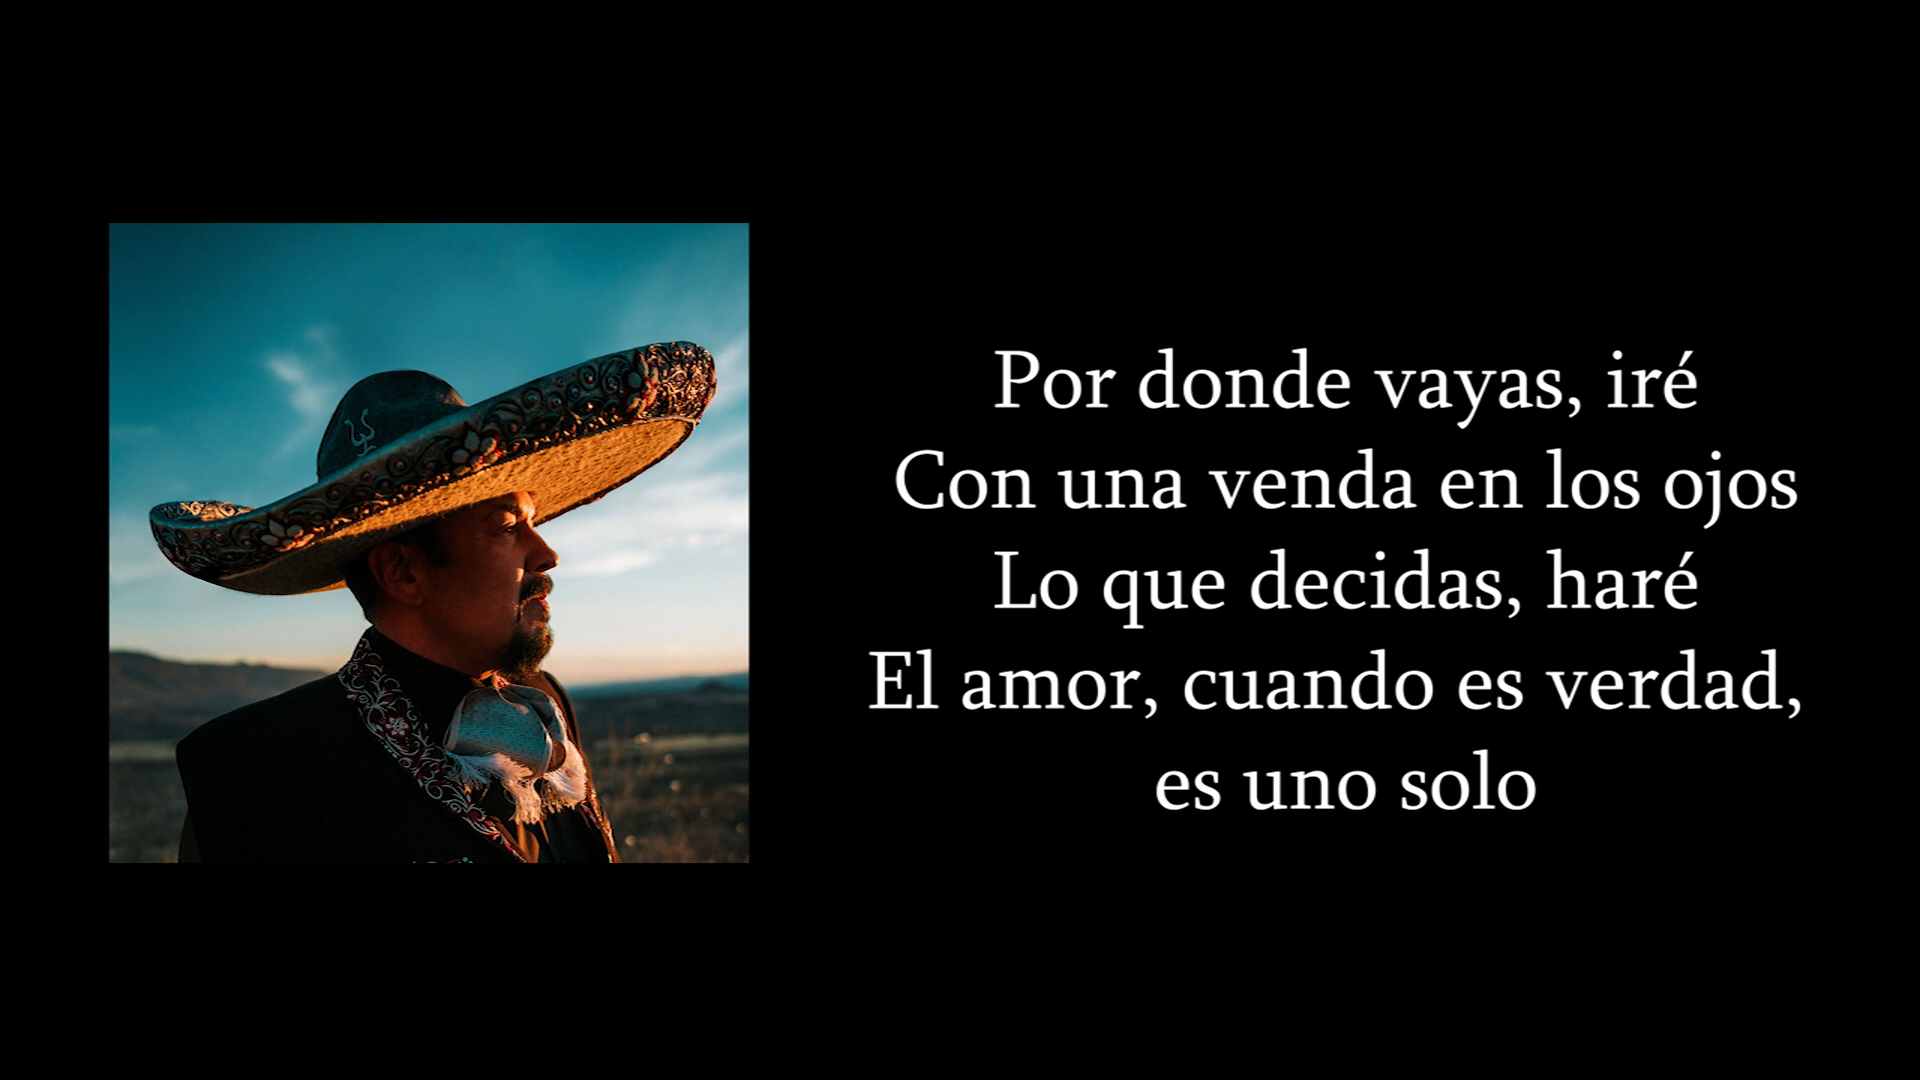 Por donde vayas, iré
Con una venda en los ojos
Lo que decidas, haré
El amor, cuando es verdad,
es uno solo